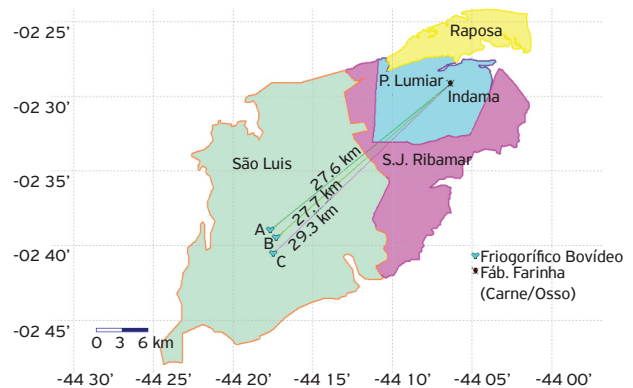 -02 25'
-02 30'
-02 35'
-02 40'
-02 45'
Raposa
P. Lumiar
Indama
São Luis
S.J. Ribamar
27.6 km
27.7 km
29.3 km
A
B
C
Friogorífico Bovídeo
Fáb. Farinha
(Carne/Osso)
0 3 6 km
-44 30' -44 25' -44 20' -44 15' -44 10' -44 05' -44 00'